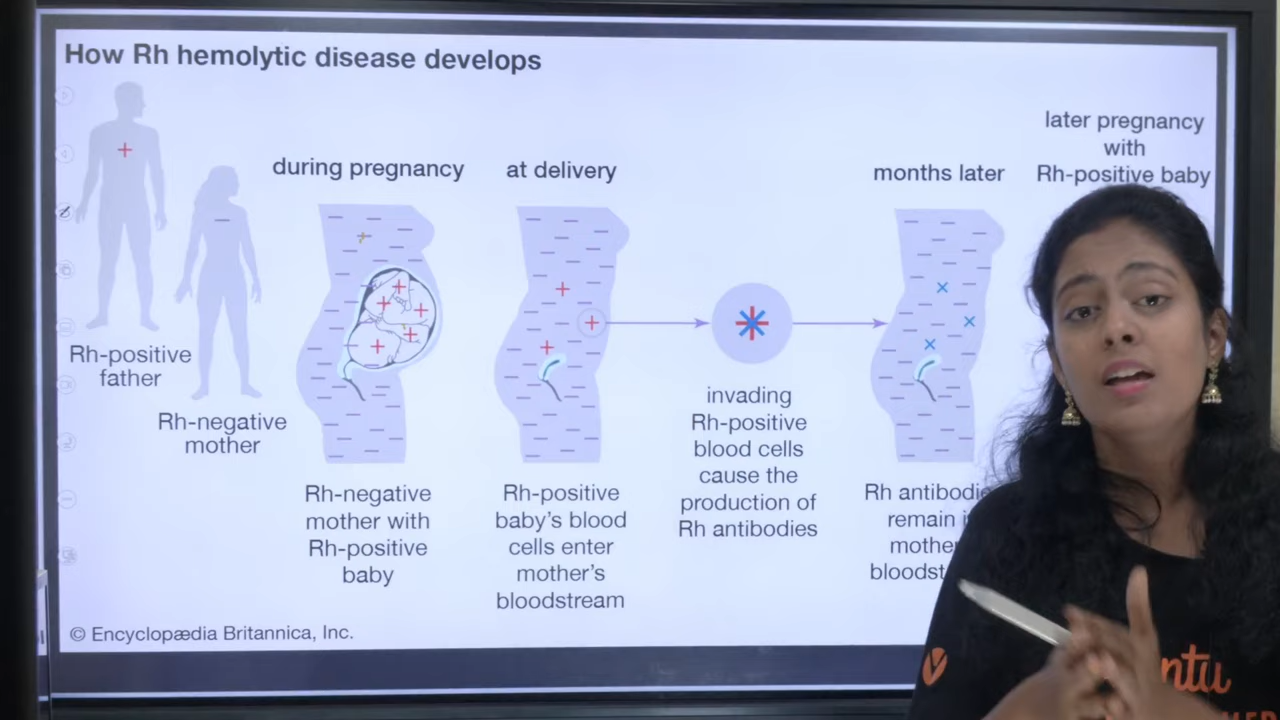 How Rh hemolytic disease develops
Rh-positive
father
Rh-negative
mother
during pregnancy
Rh-negative
mother with
Rh-positive
baby
at delivery
Rh-positive
baby's blood
cells enter
mother's
bloodstream
invading
Rh-positive
blood cells
cause the
production of
Rh antibodies
months later
Rh antibodie
remain i
mother
bloodst
later pregnancy
with
Rh-positive baby
© Encyclopædia Britannica, Inc.
ntu